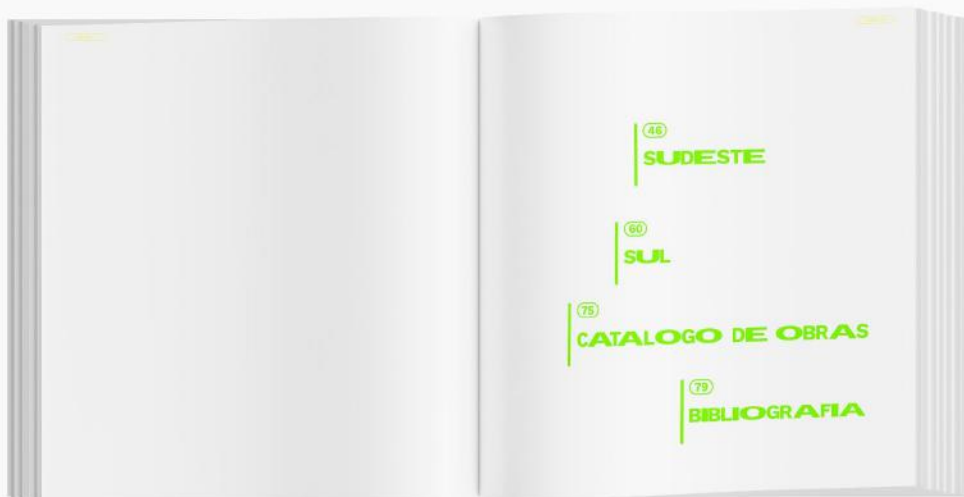 46
SUDESTE
60
SUL
75
CATALOGO DE OBRAS
79
BIBLIOGRAFIA